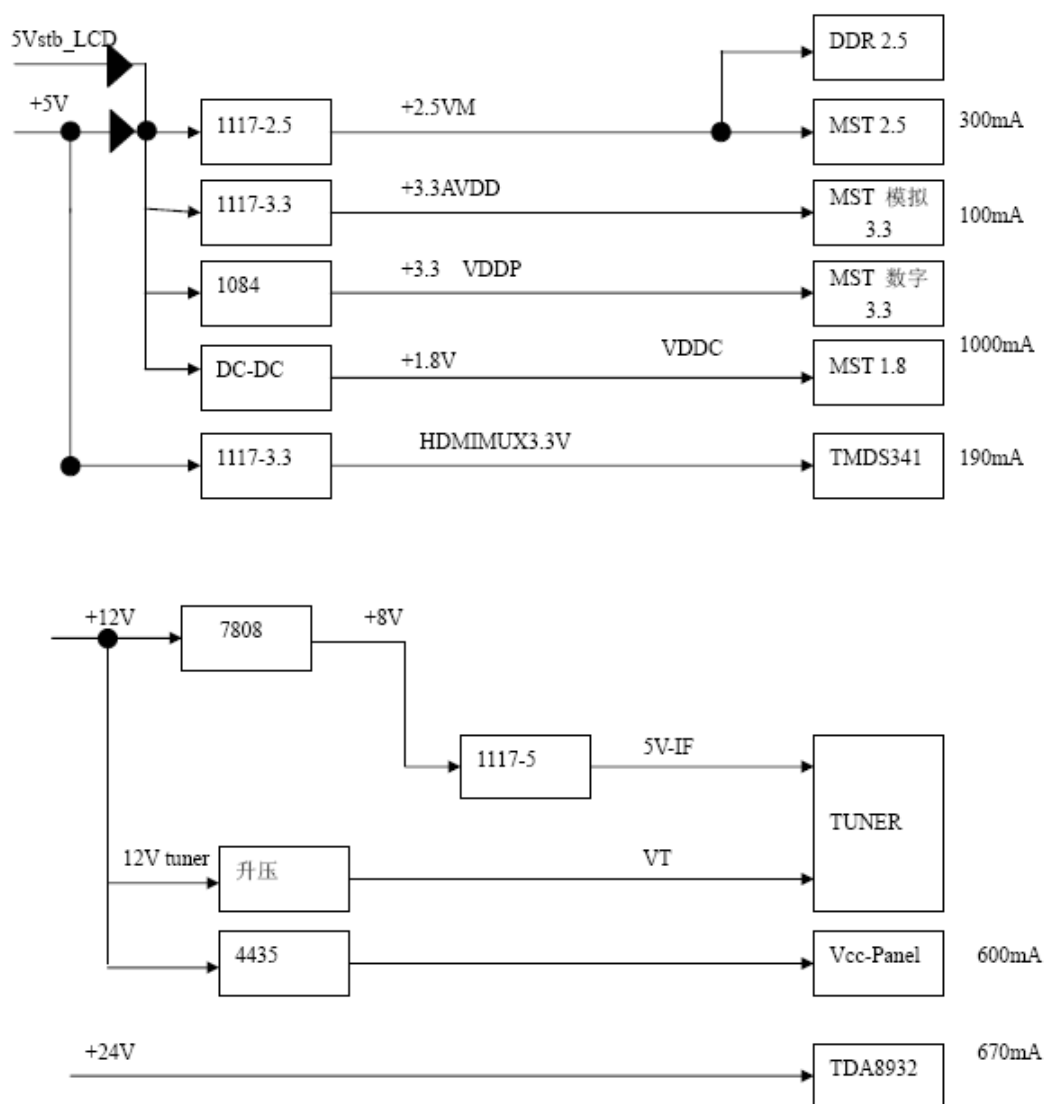 5Vstb_LCD
DDR 2.5
+5V
1117-2.5
+2.5VM
MST 2.5
300mA
1117-3.3
+3.3AVDD
MST 模拟
3.3
100mA
1084
+3.3 VDDP
MST 数字
3.3
DC-DC
+1.8V
VDDC
MST 1.8
1000mA
1117-3.3
HDMIMUX3.3V
TMDS341
190mA
+12V
7808
+8V
1117-5
5V-IF
TUNER
12V tuner
升压
VT
4435
Vcc-Panel
600mA
+24V
TDA8932
670mA